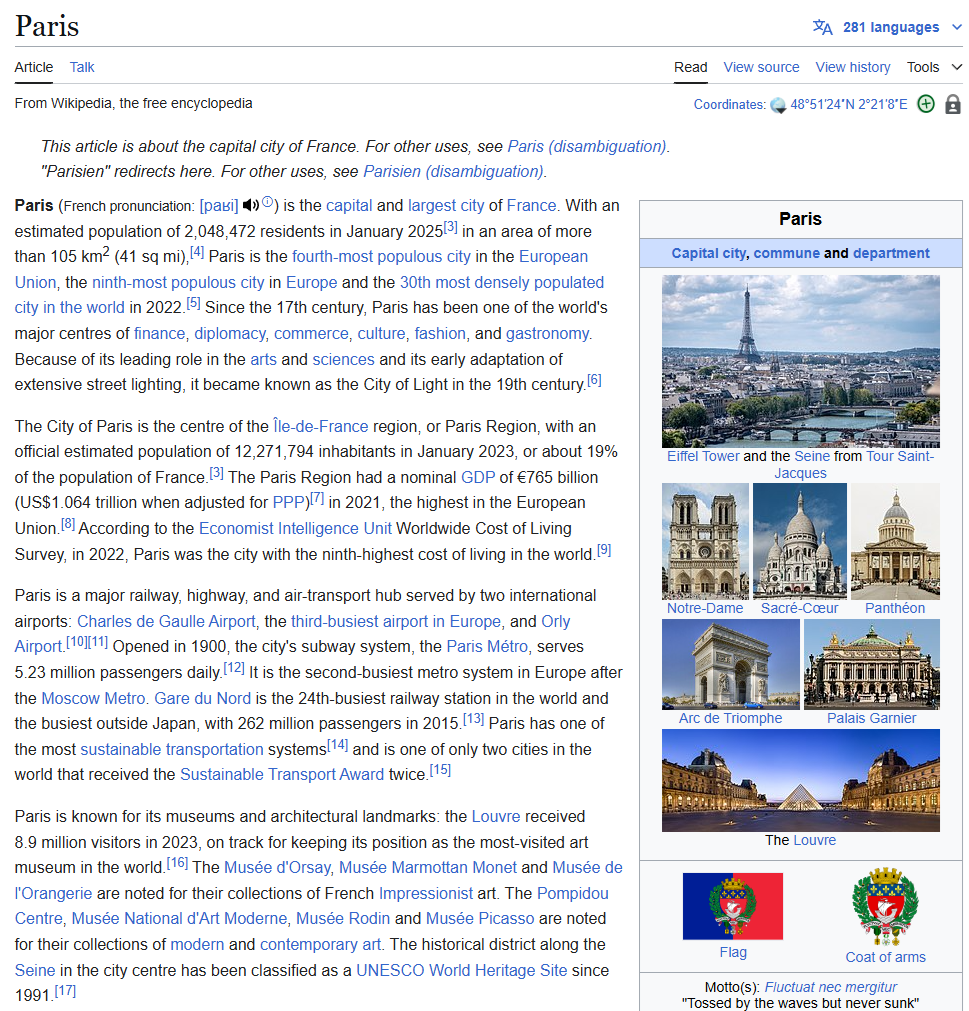 Paris
281 languages
Article Talk
Read View source View history Tools
From Wikipedia, the free encyclopedia
Coordinates: 48°51′24″N 2°21′8″E
This article is about the capital city of France. For other uses, see Paris (disambiguation).
"Parisien" redirects here. For other uses, see Parisien (disambiguation).
Paris (French pronunciation: [paʁi] ⓘ) is the capital and largest city of France. With an
estimated population of 2,048,472 residents in January 2025[3] in an area of more
than 105 km2 (41 sq mi),[4] Paris is the fourth-most populous city in the European
Union, the ninth-most populous city in Europe and the 30th most densely populated
city in the world in 2022.[5] Since the 17th century, Paris has been one of the world's
major centres of finance, diplomacy, commerce, culture, fashion, and gastronomy.
Because of its leading role in the arts and sciences and its early adaptation of
extensive street lighting, it became known as the City of Light in the 19th century.[6]
The City of Paris is the centre of the Île-de-France region, or Paris Region, with an
official estimated population of 12,271,794 inhabitants in January 2023, or about 19%
of the population of France.[3] The Paris Region had a nominal GDP of €765 billion
(US$1.064 trillion when adjusted for PPP)[7] in 2021, the highest in the European
Union.[8] According to the Economist Intelligence Unit Worldwide Cost of Living
Survey, in 2022, Paris was the city with the ninth-highest cost of living in the world.[9]
Paris is a major railway, highway, and air-transport hub served by two international
airports: Charles de Gaulle Airport, the third-busiest airport in Europe, and Orly
Airport.[10][11] Opened in 1900, the city's subway system, the Paris Métro, serves
5.23 million passengers daily.[12] It is the second-busiest metro system in Europe after
the Moscow Metro. Gare du Nord is the 24th-busiest railway station in the world and
the busiest outside Japan, with 262 million passengers in 2015.[13] Paris has one of
the most sustainable transportation systems[14] and is one of only two cities in the
world that received the Sustainable Transport Award twice.[15]
Paris is known for its museums and architectural landmarks: the Louvre received
8.9 million visitors in 2023, on track for keeping its position as the most-visited art
museum in the world.[16] The Musée d'Orsay, Musée Marmottan Monet and Musée de
l'Orangerie are noted for their collections of French Impressionist art. The Pompidou
Centre, Musée National d'Art Moderne, Musée Rodin and Musée Picasso are noted
for their collections of modern and contemporary art. The historical district along the
Seine in the city centre has been classified as a UNESCO World Heritage Site since
1991.[17]
Paris
Capital city, commune and department
Eiffel Tower and the Seine from Tour Saint-
Jacques
Notre-Dame Sacré-Cœur Panthéon
Arc de Triomphe Palais Garnier
The Louvre
Flag
Coat of arms
Motto(s): Fluctuat nec mergitur
"Tossed by the waves but never sunk"